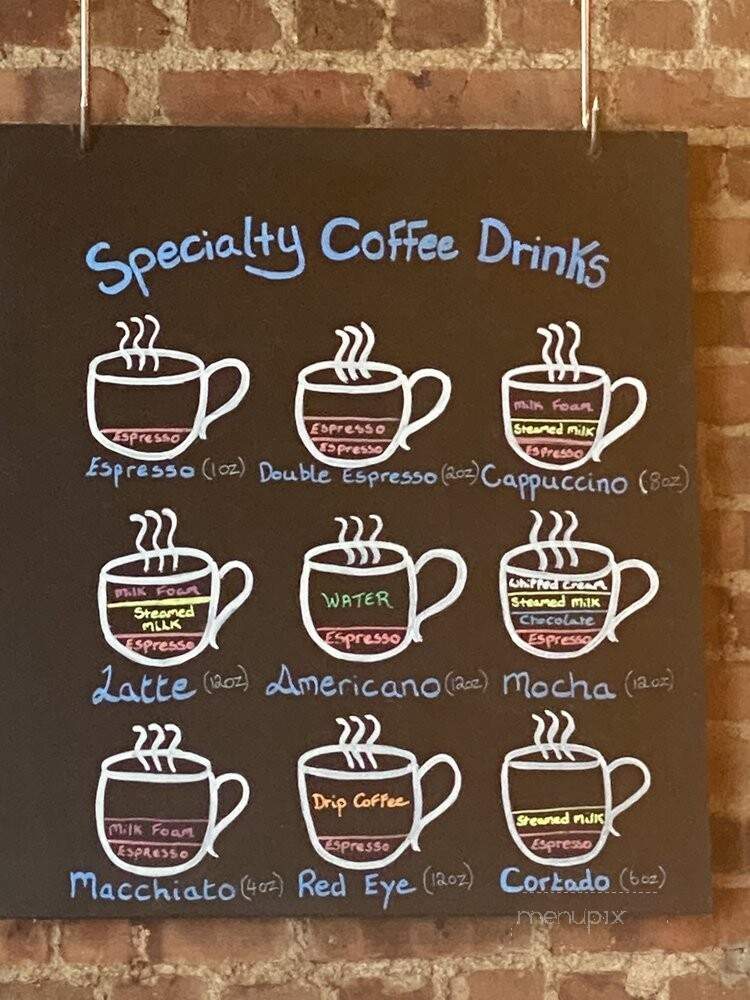 Specialty Coffee Drinks
Espresso
Espresso (1oz)
Espresso
Espresso
Double Espresso (2oz)
Milk Foam
Steamed Milk
Espresso
Cappuccino (8oz)
Milk Foam
Steamed
Milk
Espresso
Latte (12oz)
WATER
Espresso
Americano (12oz)
Whipped Cream
Steamed Milk
Chocolate
Espresso
Mocha (12oz)
Milk Foam
Espresso
Macchiato (4oz)
Drip Coffee
Espresso
Red Eye (12oz)
Steamed Milk
Espresso
Cortado (6oz)
menupix